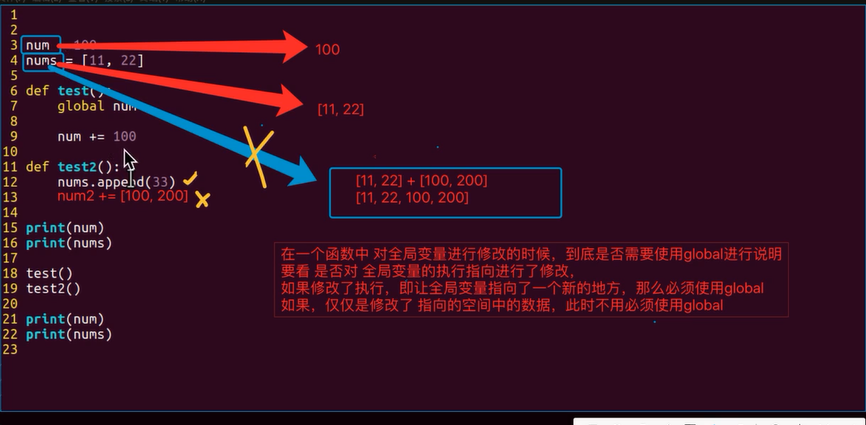 1
2
3 num = 100
100
4 nums = [11, 22]
5
6 def test():
7 global num
[11, 22]
8
9 num += 100
10
11 def test2():
12 nums.append(33)
[11, 22] + [100, 200]
13 num2 += [100, 200]
[11, 22, 100, 200]
14
15 print(num)
16 print(nums)
17
18 test()
19 test2()
20
21 print(num)
22 print(nums)
23
在一个函数中 对全局变量进行修改的时候，到底是否需要使用global进行说明
要看 是否对 全局变量的执行指向进行了修改，
如果修改了执行，即让全局变量指向了一个新的地方，那么必须使用global
如果，仅仅是修改了 指向的空间中的数据，此时不用必须使用global